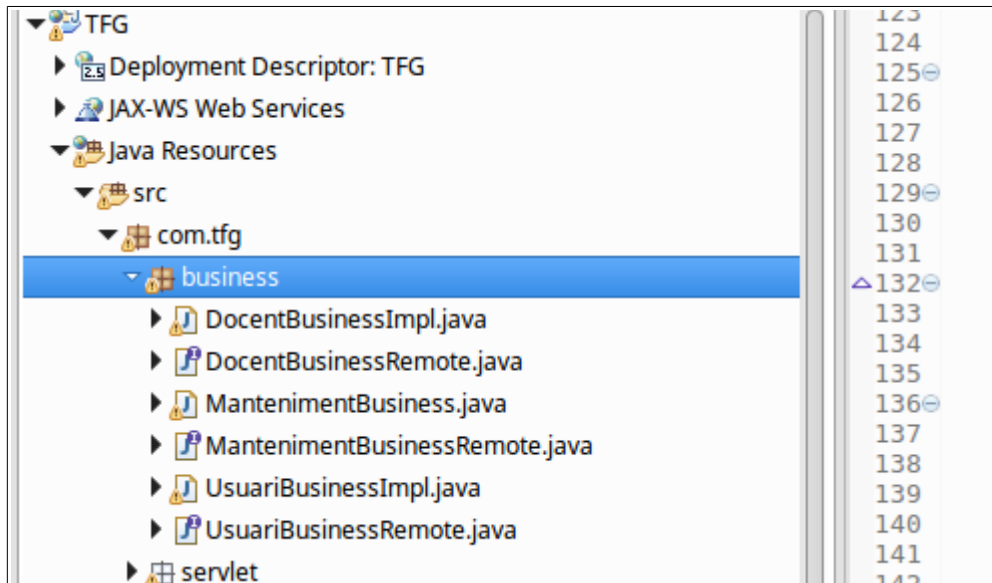 TFG
Deployment Descriptor: TFG
JAX-WS Web Services
Java Resources
src
com.tfg
business
DocentBusinessImpl.java
DocentBusinessRemote.java
MantenimentBusiness.java
MantenimentBusinessRemote.java
UsuariBusinessImpl.java
UsuariBusinessRemote.java
servlet
123
124
125
126
127
128
129
130
131
132
133
134
135
136
137
138
139
140
141
142